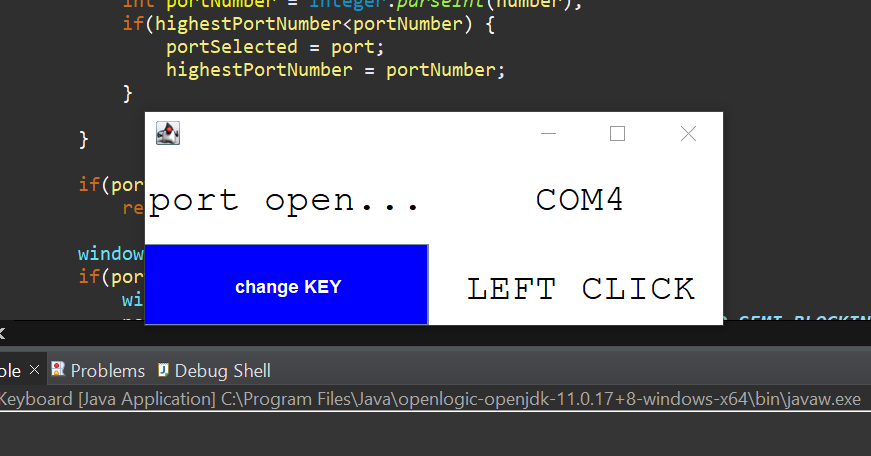 int portNumber = Integer.parseInt(number);
if(highestPortNumber<portNumber) {
portSelected = port;
highestPortNumber = portNumber;
}
}
if(por
re
port open... COM4
window
if(por
wi
change KEY LEFT CLICK
SEMI BLOCKIN
ole × Problems Debug Shell
Keyboard [Java Application] C:\Program Files\Java\openlogic-openjdk-11.0.17+8-windows-x64\bin\javaw.exe